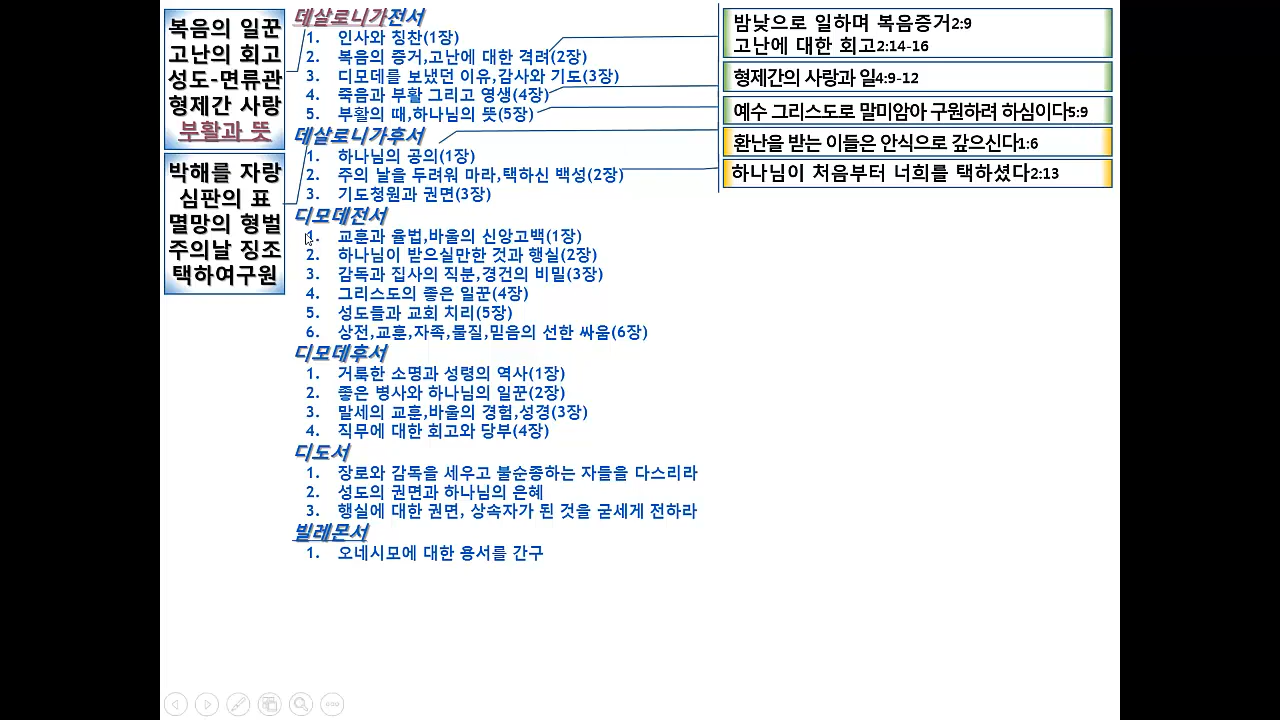 복음의 일꾼
고난의 회고
성도-면류관
형제간 사랑
부활과 뜻
박해를 자랑
심판의 표
멸망의 형벌
주의날 징조
택하여구원
데살로니가전서
1. 인사와 칭찬(1장)
2. 복음의 증거,고난에 대한 격려(2장)
3. 디모데를 보냈던 이유,감사와 기도(3장)
4. 죽음과 부활 그리고 영생(4장)
5. 부활의 때,하나님의 뜻(5장)
데살로니가후서
1. 하나님의 공의(1장)
2. 주의 날을 두려워 마라,택하신 백성(2장)
3. 기도청원과 권면(3장)
디모데전서
1. 교훈과 율법,바울의 신앙고백(1장)
2. 하나님이 받으실만한 것과 행실(2장)
3. 감독과 집사의 직분,경건의 비밀(3장)
4. 그리스도의 좋은 일꾼(4장)
5. 성도들과 교회 치리(5장)
6. 상전,교훈,자족,물질,믿음의 선한 싸움(6장)
디모데후서
1. 거룩한 소명과 성령의 역사(1장)
2. 좋은 병사와 하나님의 일꾼(2장)
3. 말세의 교훈,바울의 경험,성경(3장)
4. 직무에 대한 회고와 당부(4장)
디도서
1. 장로와 감독을 세우고 불순종하는 자들을 다스리라
2. 성도의 권면과 하나님의 은혜
3. 행실에 대한 권면, 상속자가 된 것을 굳세게 전하라
빌레몬서
1. 오네시모에 대한 용서를 간구
밤낮으로 일하며 복음증거2:9
고난에 대한 회고2:14-16
형제간의 사랑과 일4:9-12
예수 그리스도로 말미암아 구원하려 하심이다5:9
환난을 받는 이들은 안식으로 갚으신다1:6
하나님이 처음부터 너희를 택하셨다2:13